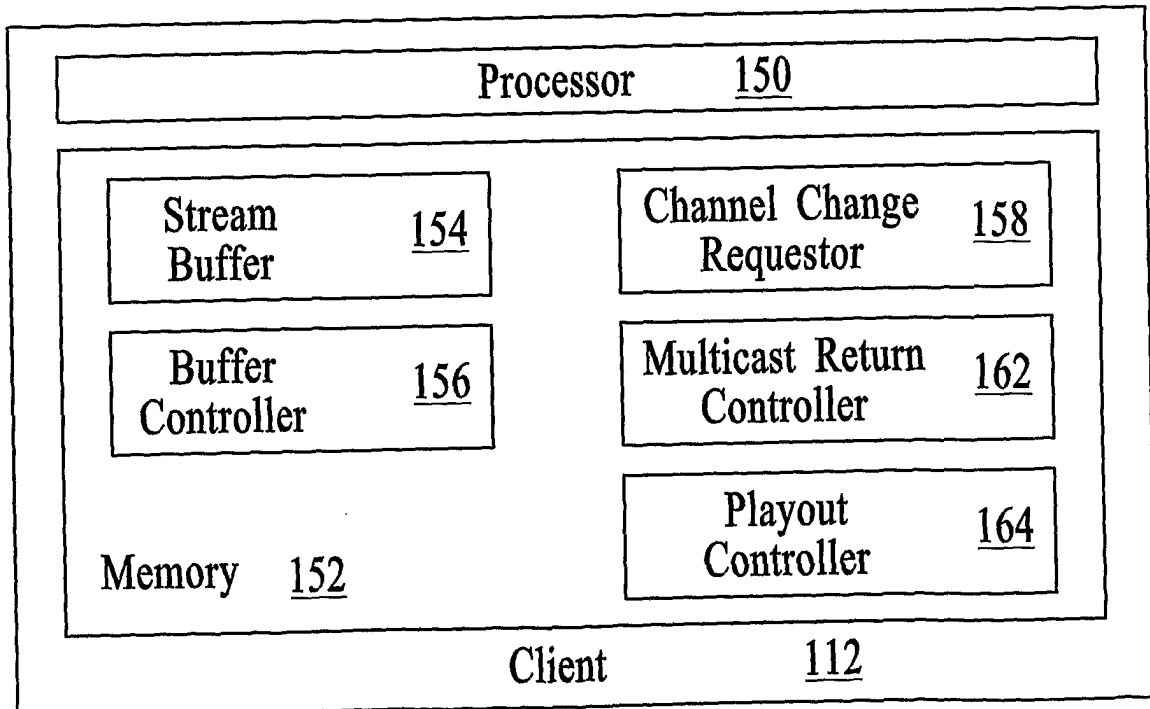 Processor 150
Stream Buffer 154
Channel Change Requestor 158
Buffer Controller 156
Multicast Return Controller 162
Playout Controller 164
Memory 152
Client 112